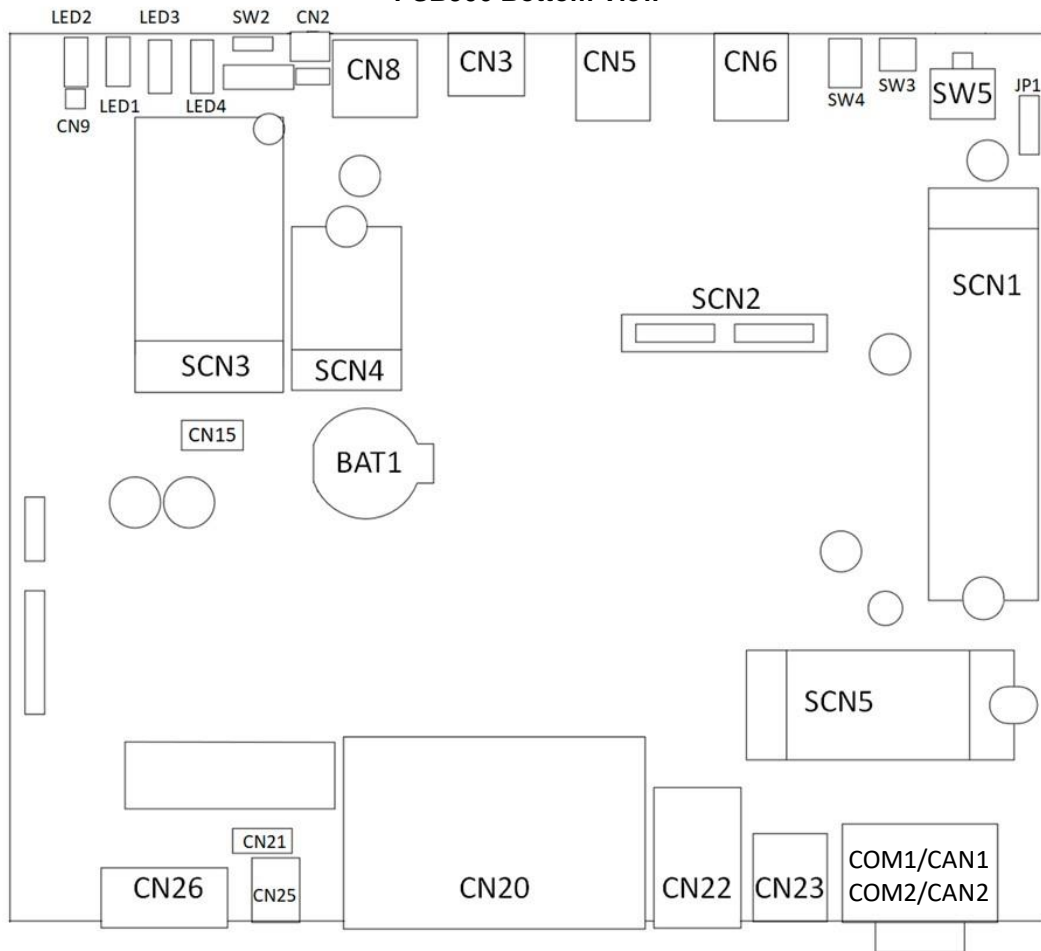 LED2 LED3 SW2 CN2
CN8 CN3 CN5 CN6 SW4 SW3 SW5 JP1
CN9 LED1 LED4
SCN2 SCN1
SCN3 SCN4
CN15 BAT1
SCN5
CN21
CN26 CN25 CN20 CN22 CN23 COM1/CAN1
COM2/CAN2